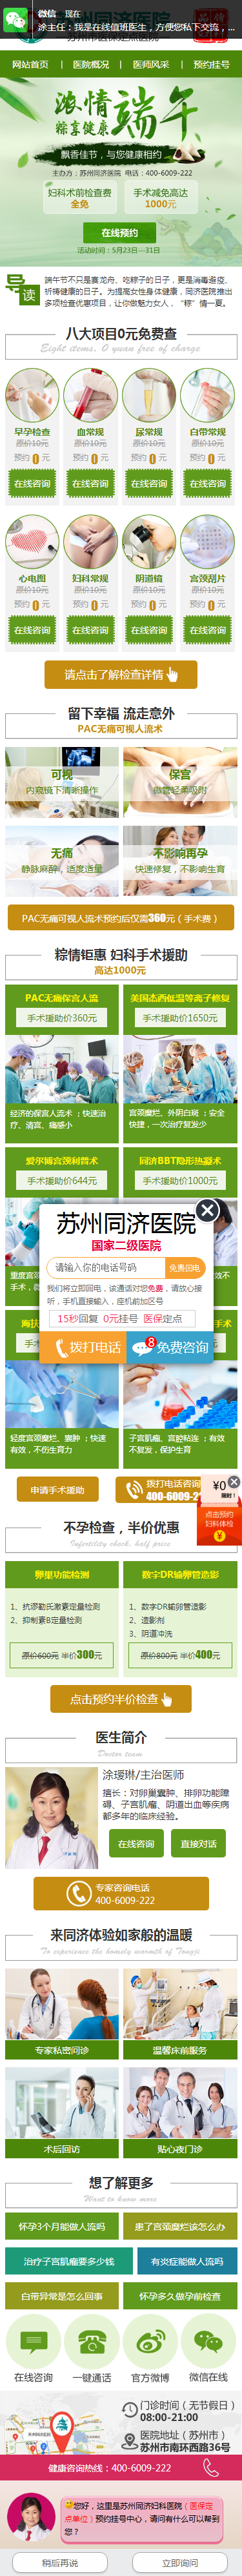 微信 现在
涂主任：我是在值班医生，方便您私下交流，...
苏州市医保定点医院
网站首页 医院概况 医师风采 预约挂号
浓情端午
粽享健康
飘香佳节，与您健康相约
主办方：苏州同济医院 电话：400-6009-222
妇科术前检查费
全免
手术减免高达
1000元
在线预约
活动时间：5月23日—31日
导读
端午节不只是赛龙舟、吃粽子的日子，更是消毒避疫、
祈祷健康的日子。为提高女性身体健康，同济医院推出
多项检查优惠项目，让你做魅力女人，“粽”情一夏。
八大项目0元免费查
Eight items, 0 yuan free of charge
早孕检查 血常规 尿常规 白带常规
原价10元 原价10元 原价10元 原价10元
预约 0 元 预约 0 元 预约 0 元 预约 0 元
在线咨询 在线咨询 在线咨询 在线咨询
心电图 妇科常规 阴道镜 宫颈刮片
原价10元 原价10元 原价10元 原价10元
预约 0 元 预约 0 元 预约 0 元 预约 0 元
在线咨询 在线咨询 在线咨询 在线咨询
请点击了解检查详情
留下幸福 流走意外
PAC无痛可视人流术
可视
内窥镜下清晰操作
保宫
微管轻柔吸附
无痛
静脉麻醉，适度适量
不影响再孕
快速修复，不影响生育
PAC无痛可视人流术预约后仅需360元（手术费）
粽情钜惠 妇科手术援助
高达1000元
PAC无痛保宫人流
手术援助价360元
美国杰西低温等离子修复
手术援助价1650元
经济的保宫人流术；快速治
疗、清宫、痛感小
宫颈糜烂、外阴白斑；安全
快捷，一次治疗复发少
爱尔博宫颈利普术
手术援助价644元
同济BBT隐形热凝术
手术援助价1000元
苏州同济医院
国家二级医院
请输入你的电话号码 免费回电
我们将立即回电，该通话对您免费，请放心接
听，手机直接输入，座机前加区号
15秒回复 0元挂号 医保定点
拨打电话
8
免费咨询
轻度宫颈糜烂、囊肿；快速
有效，不伤生育力
子宫肌瘤、宫腔粘连；有效
不复发，保护生育
申请手术援助
拨打电话咨询
400-6009-2
¥0
限时！
点击预约
妇科体检
不孕检查，半价优惠
Infertility check, half price
卵巢功能检测
1、抗缪勒氏激素定量检测
2、抑制素B定量检测
原价600元 半价300元
数字DR输卵管造影
1、数字DR输卵管造影
2、造影剂
3、阴道冲洗
原价800元 半价400元
点击预约半价检查
医生简介
Doctor team
涂瑷琳/主治医师
擅长：对卵巢囊肿、排卵功能障
碍、子宫肌瘤、阴道出血等疾病
都多年的临床经验。
在线咨询 直接对话
专家咨询电话
400-6009-222
来同济体验如家般的温暖
To experience the homely warmth of Tongji
专家私密问诊 温馨床前服务
术后回访 贴心夜门诊
想了解更多
Want to know more
怀孕3个月能做人流吗 患了宫颈糜烂该怎么办
治疗子宫肌瘤要多少钱 有炎症能做人流吗
白带异常是怎么回事 怀孕多久做孕前检查
在线咨询 一键通话 官方微博 微信在线
门诊时间（无节假日）
08:00-21:00
医院地址（苏州市）
苏州市南环西路36号
健康咨询热线：400-6009-222
您好，这里是苏州同济妇科医院（医保定
点）预约挂号中心，请问有什么可以帮到
您？
稍后再说 立即询问